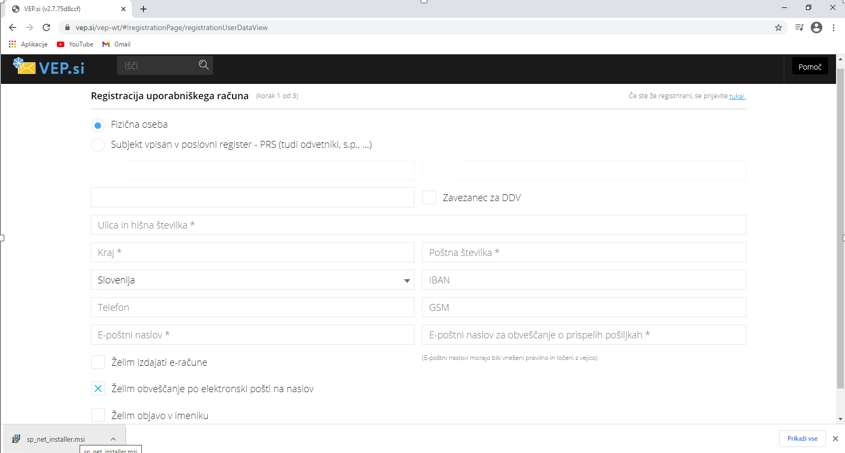 VEP.si (v2.7.75d8ccf)
vep.si/vep-wt/#!registrationPage/registrationUserDataView
Aplikacije YouTube Gmail
VEP.si Išči Pomoč
Registracija uporabniškega računa (korak 1 od 3) Če ste že registrirani, se prijavite tukaj.
Fizična oseba
Subjekt vpisan v poslovni register - PRS (tudi odvetniki, s.p., ...)
Zavezanec za DDV
Ulica in hišna številka *
Kraj * Poštna številka *
Slovenija IBAN
Telefon GSM
E-poštni naslov * E-poštni naslov za obveščanje o prispelih pošiljkah *
Želim izdajati e-račune (E-poštni naslovi morajo biti vnešeni pravilno in ločeni z vejico)
Želim obveščanje po elektronski pošti na naslov
Želim objavo v imeniku
sp_net_installer.msi Prikaži vse
sp_net_installer.msi